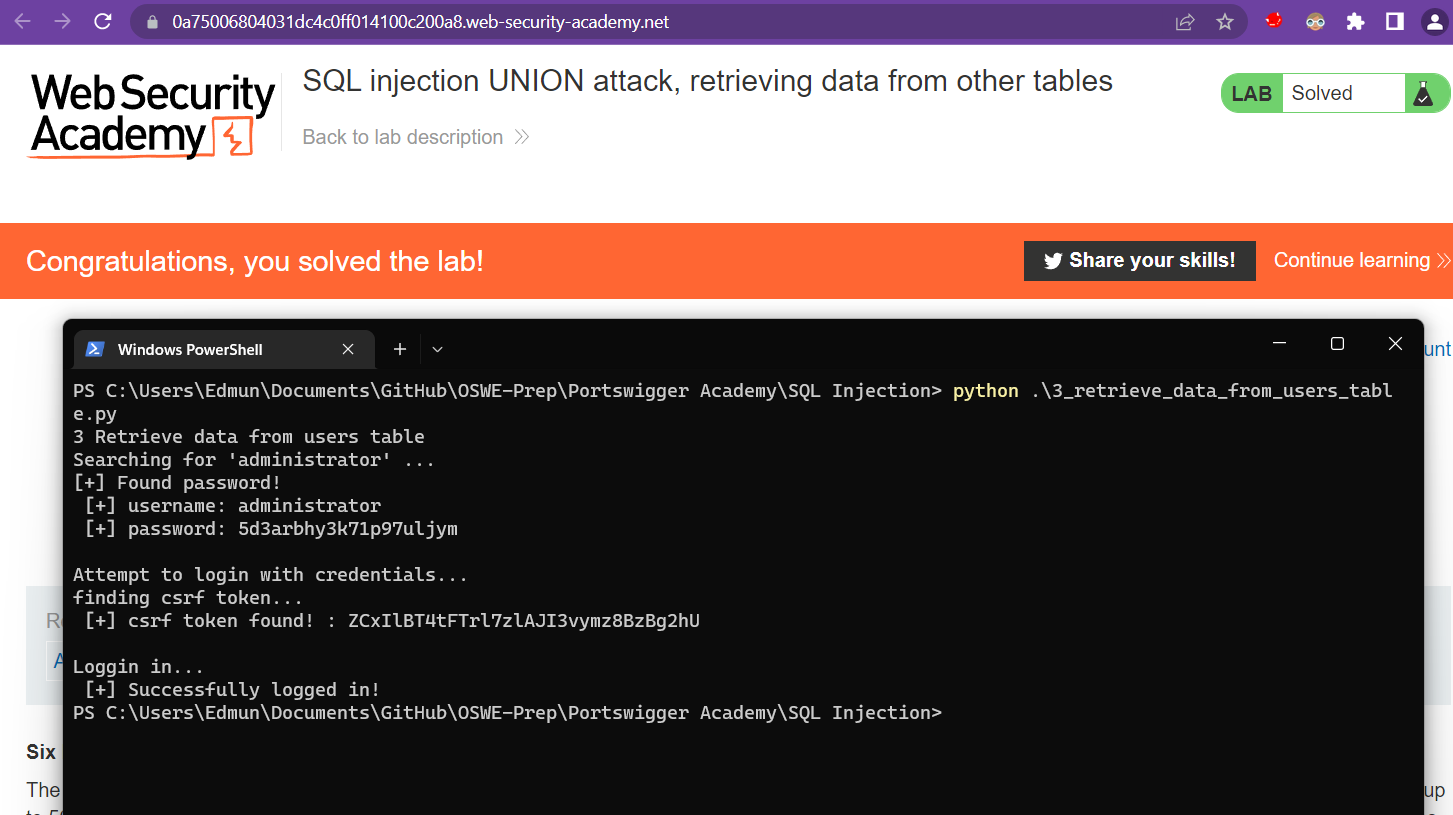 0a75006804031dc4c0ff014100c200a8.web-security-academy.net
Web Security
Academy
SQL injection UNION attack, retrieving data from other tables
Back to lab description
LAB Solved
Congratulations, you solved the lab!
Share your skills!
Continue learning
Windows PowerShell
unt
PS C:\Users\Edmun\Documents\GitHub\OSWE-Prep\Portswigger Academy\SQL Injection> python .\3_retrieve_data_from_users_tabl
e.py
3 Retrieve data from users table
Searching for 'administrator' ...
[+] Found password!
[+] username: administrator
[+] password: 5d3arbhy3k71p97uljym
Attempt to login with credentials...
finding csrf token...
[+] csrf token found! : ZCxIlBT4tFTrl7zlAJI3vymz8BzBg2hU
Loggin in...
[+] Successfully logged in!
PS C:\Users\Edmun\Documents\GitHub\OSWE-Prep\Portswigger Academy\SQL Injection>
Six
The
up